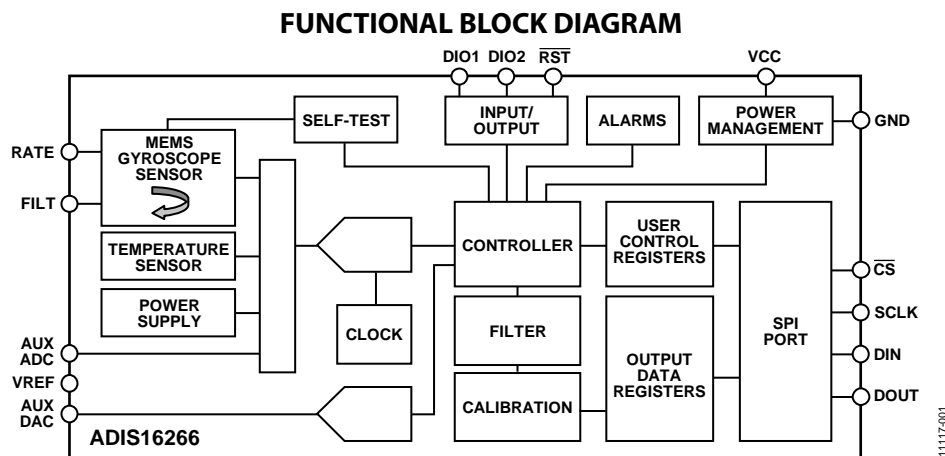 FUNCTIONAL BLOCK DIAGRAM
DIO1 DIO2 RST VCC
SELF-TEST
INPUT/
OUTPUT
ALARMS
POWER
MANAGEMENT
GND
RATE
FILT
MEMS
GYROSCOPE
SENSOR
TEMPERATURE
SENSOR
POWER
SUPPLY
CLOCK
CONTROLLER
FILTER
CALIBRATION
USER
CONTROL
REGISTERS
OUTPUT
DATA
REGISTERS
SPI
PORT
CS
SCLK
DIN
DOUT
AUX
ADC
VREF
AUX
DAC
ADIS16266
11117-001